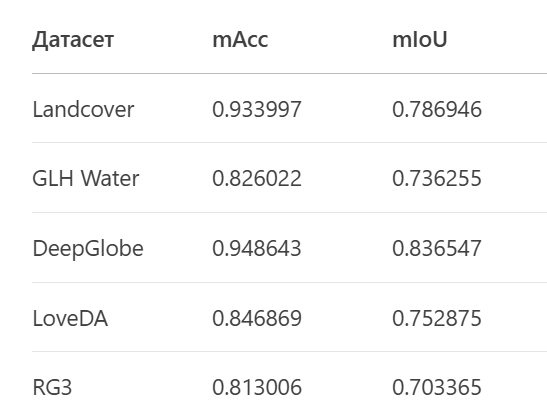 Датасет mAcc mIoU
Landcover 0.933997 0.786946
GLH Water 0.826022 0.736255
DeepGlobe 0.948643 0.836547
LoveDA 0.846869 0.752875
RG3 0.813006 0.703365